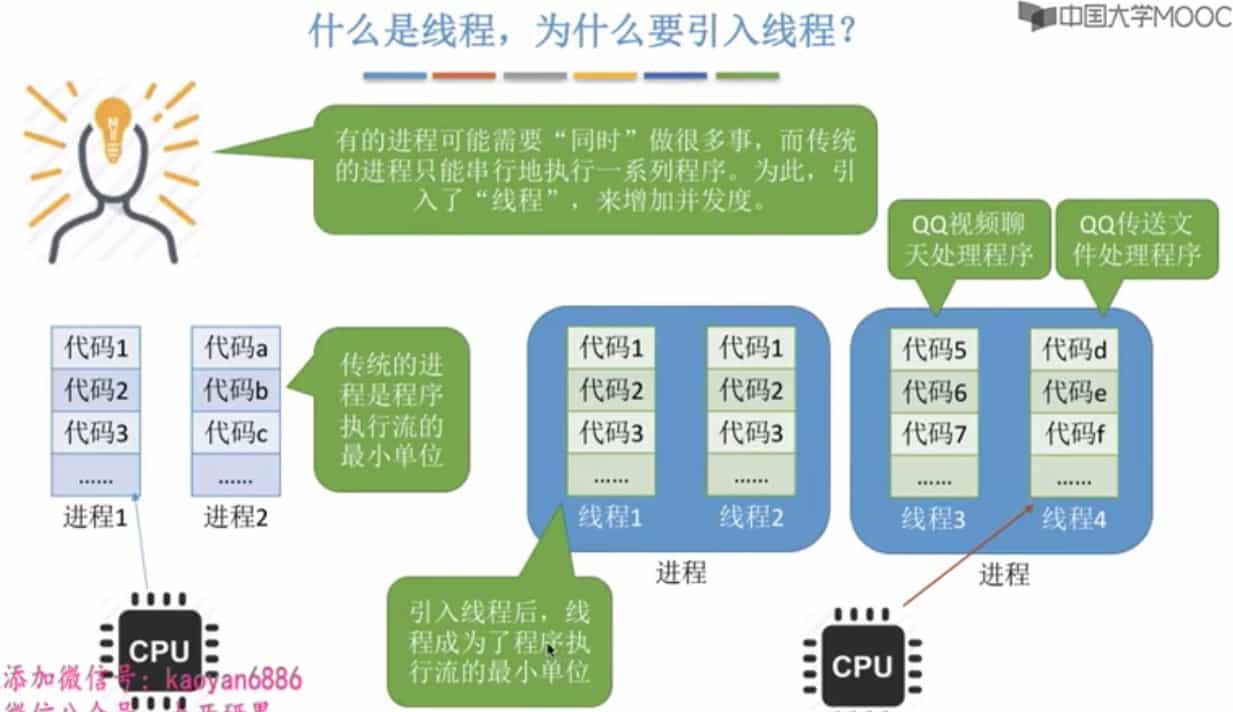 什么是线程，为什么要引入线程？
中国大学MOOC
有的进程可能需要“同时”做很多事，而传统
的进程只能串行地执行一系列程序。为此，引
入了“线程”，来增加并发度。
QQ视频聊
天处理程序
QQ传送文
件处理程序
代码1
代码2
代码3
……
进程1
代码a
代码b
代码c
……
进程2
传统的进
程是程序
执行流的
最小单位
代码1
代码2
代码3
……
线程1
代码1
代码2
代码3
……
线程2
进程
代码5
代码6
代码7
……
线程3
代码d
代码e
代码f
……
线程4
进程
引入线程后，线
程成为了程序执
行流的最小单位
CPU
CPU
添加微信号：kaoyan6886